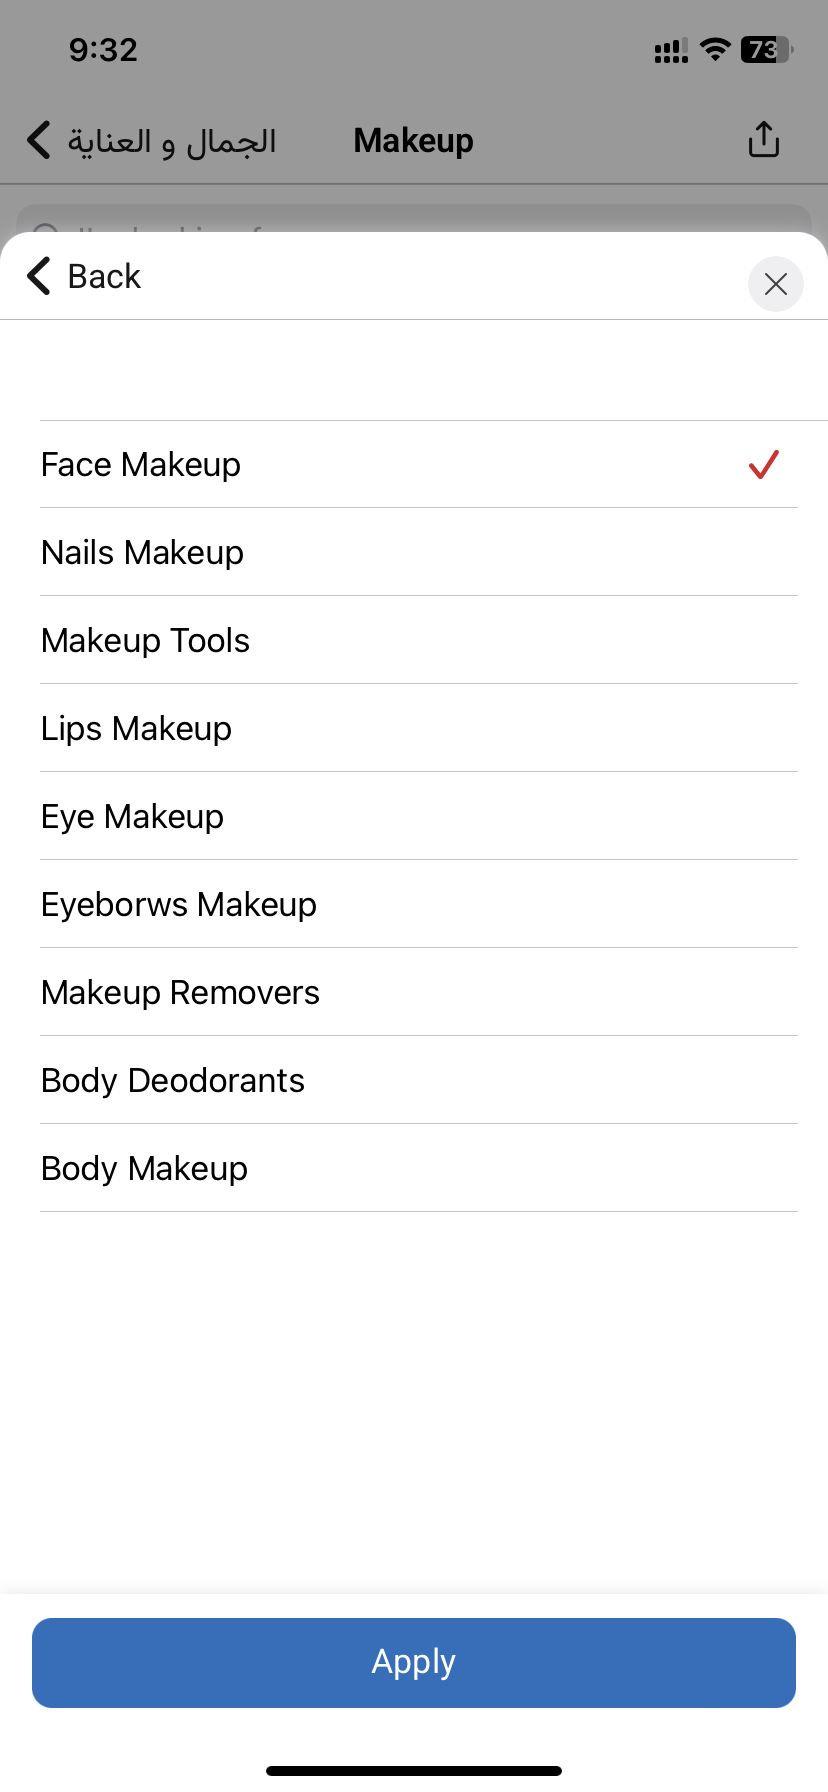 9:32
73
الجمال و العناية
Makeup
Back
Face Makeup
Nails Makeup
Makeup Tools
Lips Makeup
Eye Makeup
Eyeborws Makeup
Makeup Removers
Body Deodorants
Body Makeup
Apply